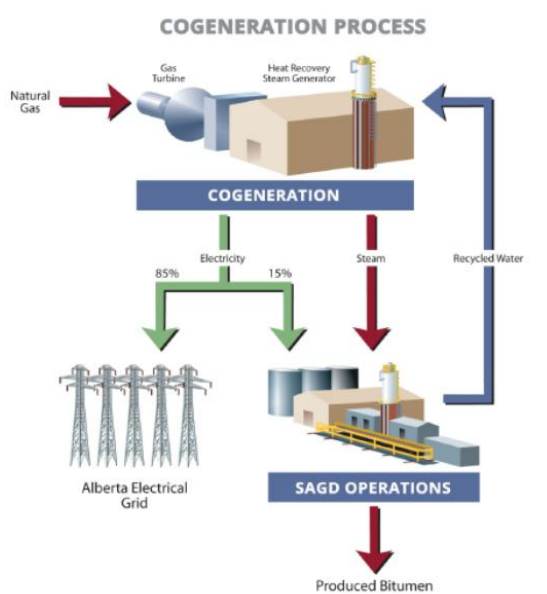 COGENERATION PROCESS
Gas
Turbine
Heat Recovery
Steam Generator
Natural
Gas
COGENERATION
Electricity
Steam
Recycled Water
85%
15%
Alberta Electrical
Grid
SAGD OPERATIONS
Produced Bitumen